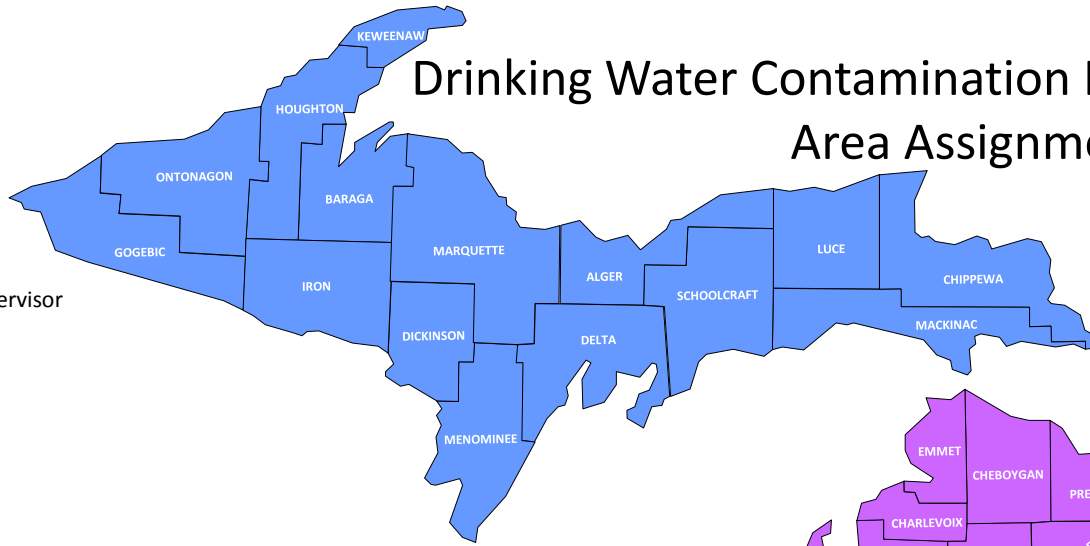 KEWEENAW
Drinking Water Contamination
Area
HOUGHTON
ONTONAGON
BARAGA
GOGEBIC
MARQUETTE
LUCE
ALGER
CHIPPEWA
IRON
SCHOOLCRAFT
ervisor
MACKINAC
DICKINSON
DELTA
MENOMINEE
EMMET
CHEBOYGAN
PRE
CHARLEVOIX